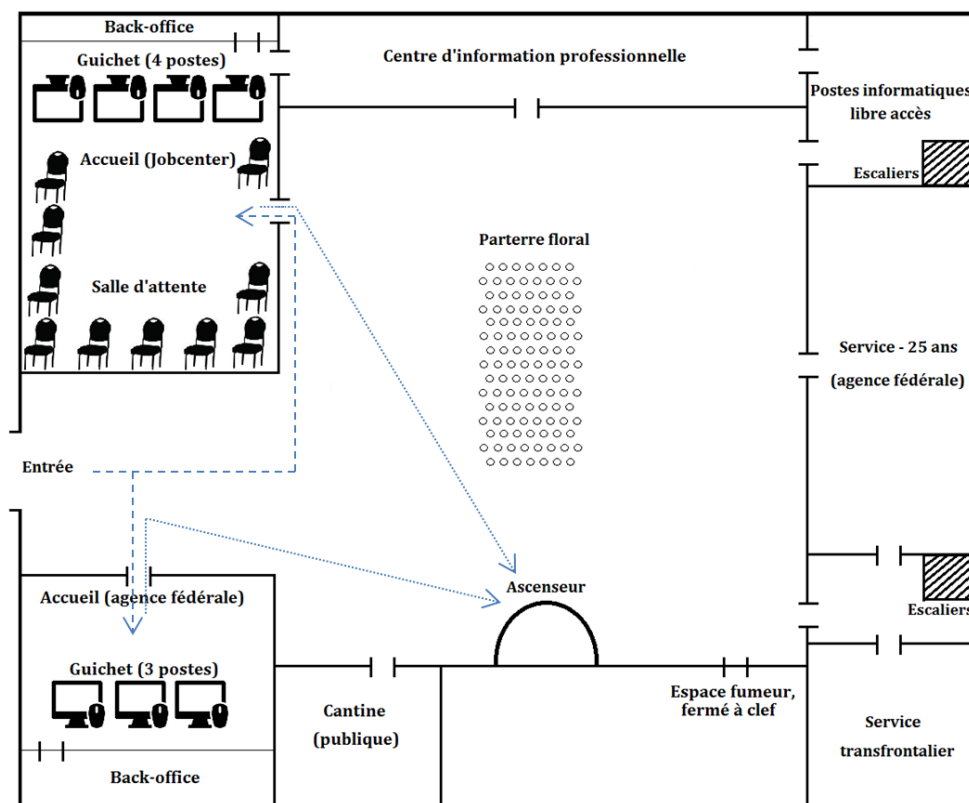 Back-office
Guichet (4 postes)
Centre d'information professionnelle
Postes informatiques
libre accès
Accueil (Jobcenter)
Escaliers
Parterre floral
Salle d'attente
Service - 25 ans
(agence fédérale)
Entrée
Ascenseur
Accueil (agence fédérale)
Escaliers
Guichet (3 postes)
Espace fumeur,
fermé à clef
Cantine
(publique)
Service
transfrontalier
Back-office